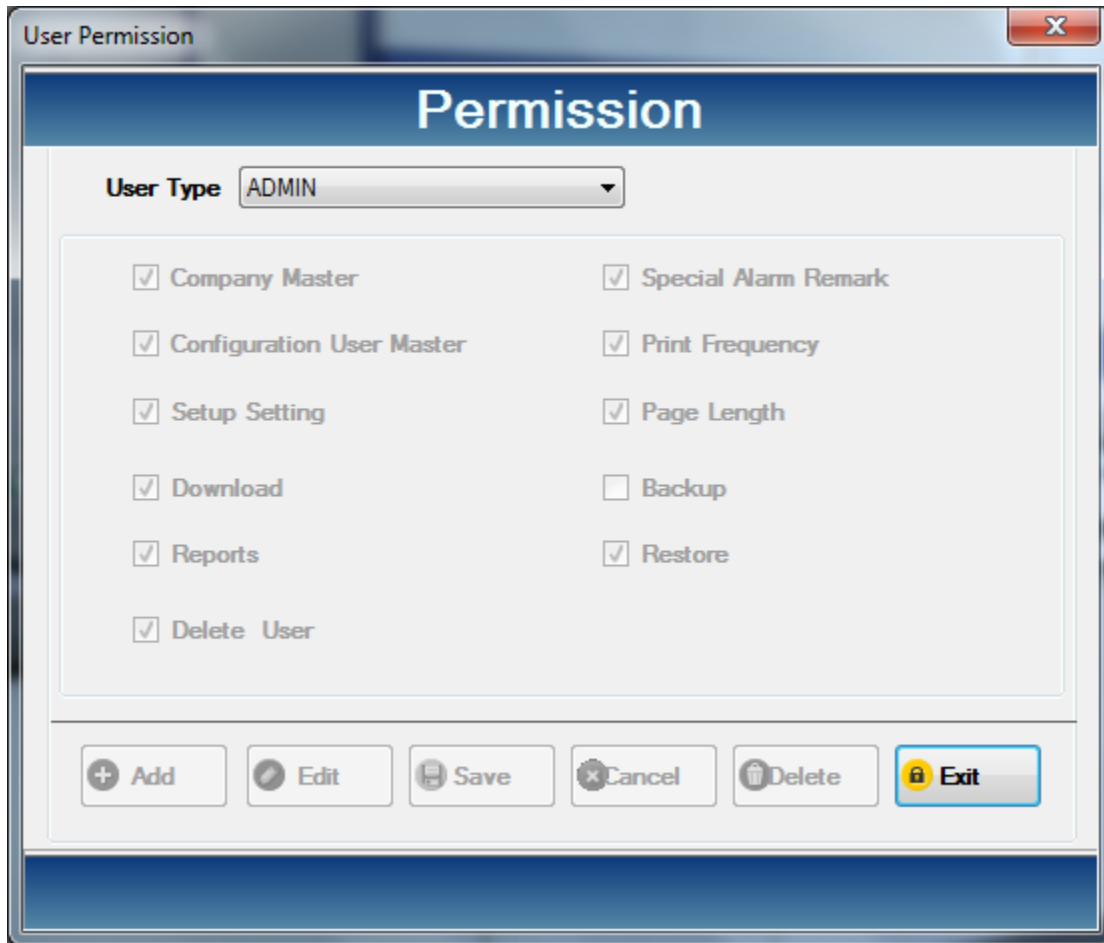 User Permission
Permission
User Type ADMIN
Company Master
Special Alarm Remark
Configuration User Master
Print Frequency
Setup Setting
Page Length
Download
Backup
Reports
Restore
Delete User
Add
Edit
Save
Cancel
Delete
Exit